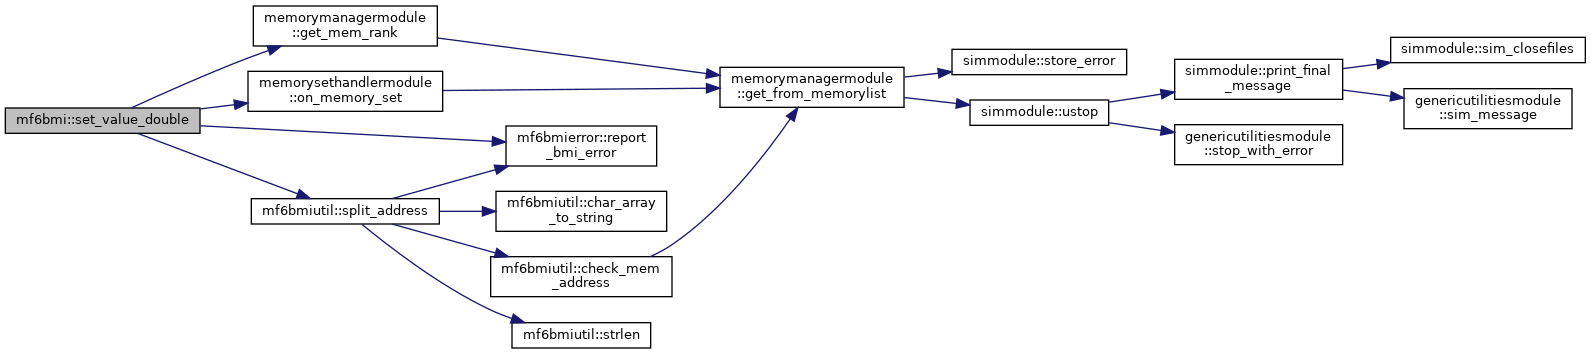 mf6bmi::set_value_double
memorymanagermodule
::get_mem_rank
memorysethandlermodule
::on_memory_set
mf6bmierror::report
_bmi_error
mf6bmiutil::split_address
mf6bmiutil::char_array
_to_string
mf6bmiutil::check_mem
_address
mf6bmiutil::strlen
memorymanagermodule
::get_from_memorylist
simmodule::store_error
simmodule::ustop
simmodule::print_final
_message
genericutilitiesmodule
::stop_with_error
simmodule::sim_closefiles
genericutilitiesmodule
::sim_message